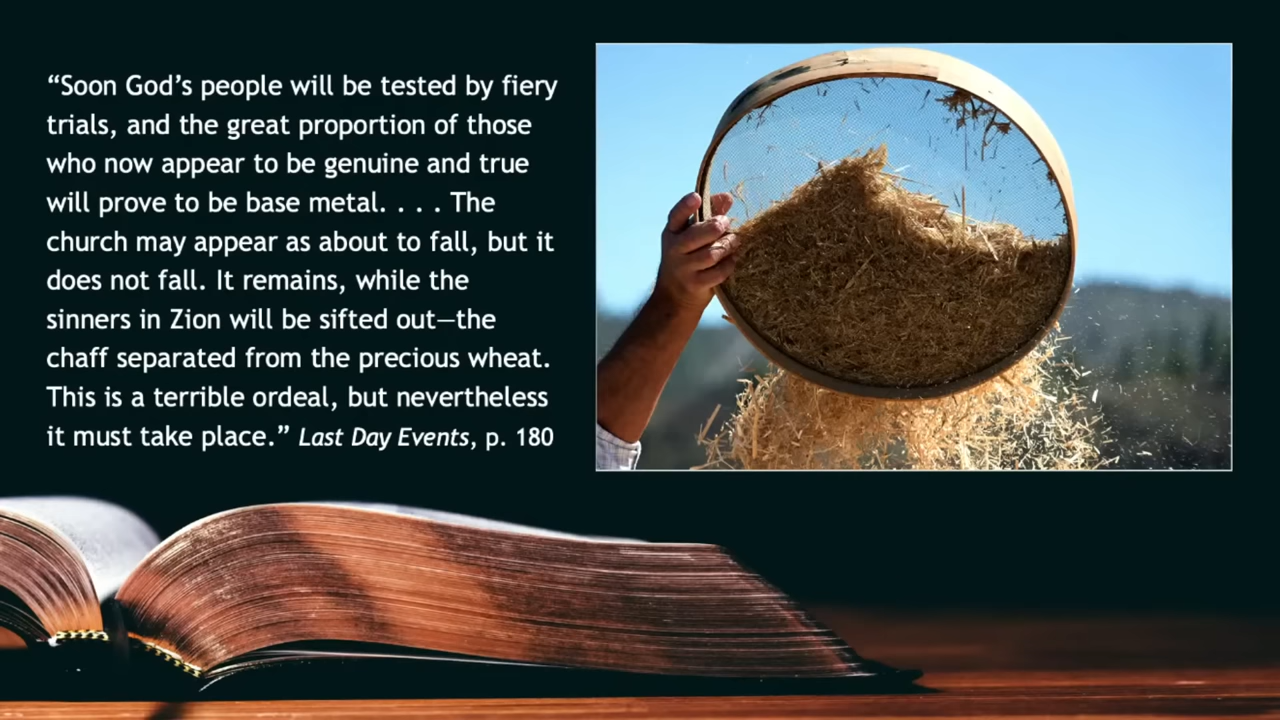 “Soon God’s people will be tested by fiery
trials, and the great proportion of those
who now appear to be genuine and true
will prove to be base metal. . . . The
church may appear as about to fall, but it
does not fall. It remains, while the
sinners in Zion will be sifted out—the
chaff separated from the precious wheat.
This is a terrible ordeal, but nevertheless
it must take place.” Last Day Events, p. 180